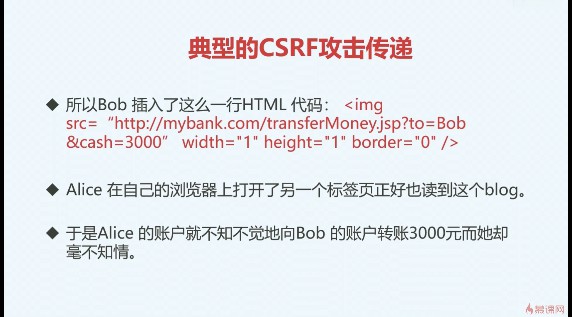 典型的CSRF攻击传递
◆ 所以Bob 插入了这么一行HTML 代码： <img
src= “http://mybank.com/transferMoney.jsp?to=Bob
&cash=3000” width="1" height="1" border="0" />
◆ Alice 在自己的浏览器上打开了另一个标签页正好也读到这个blog。
◆ 于是Alice 的账户就不知不觉地向Bob 的账户转账3000元而她却
毫不知情。
慕课网